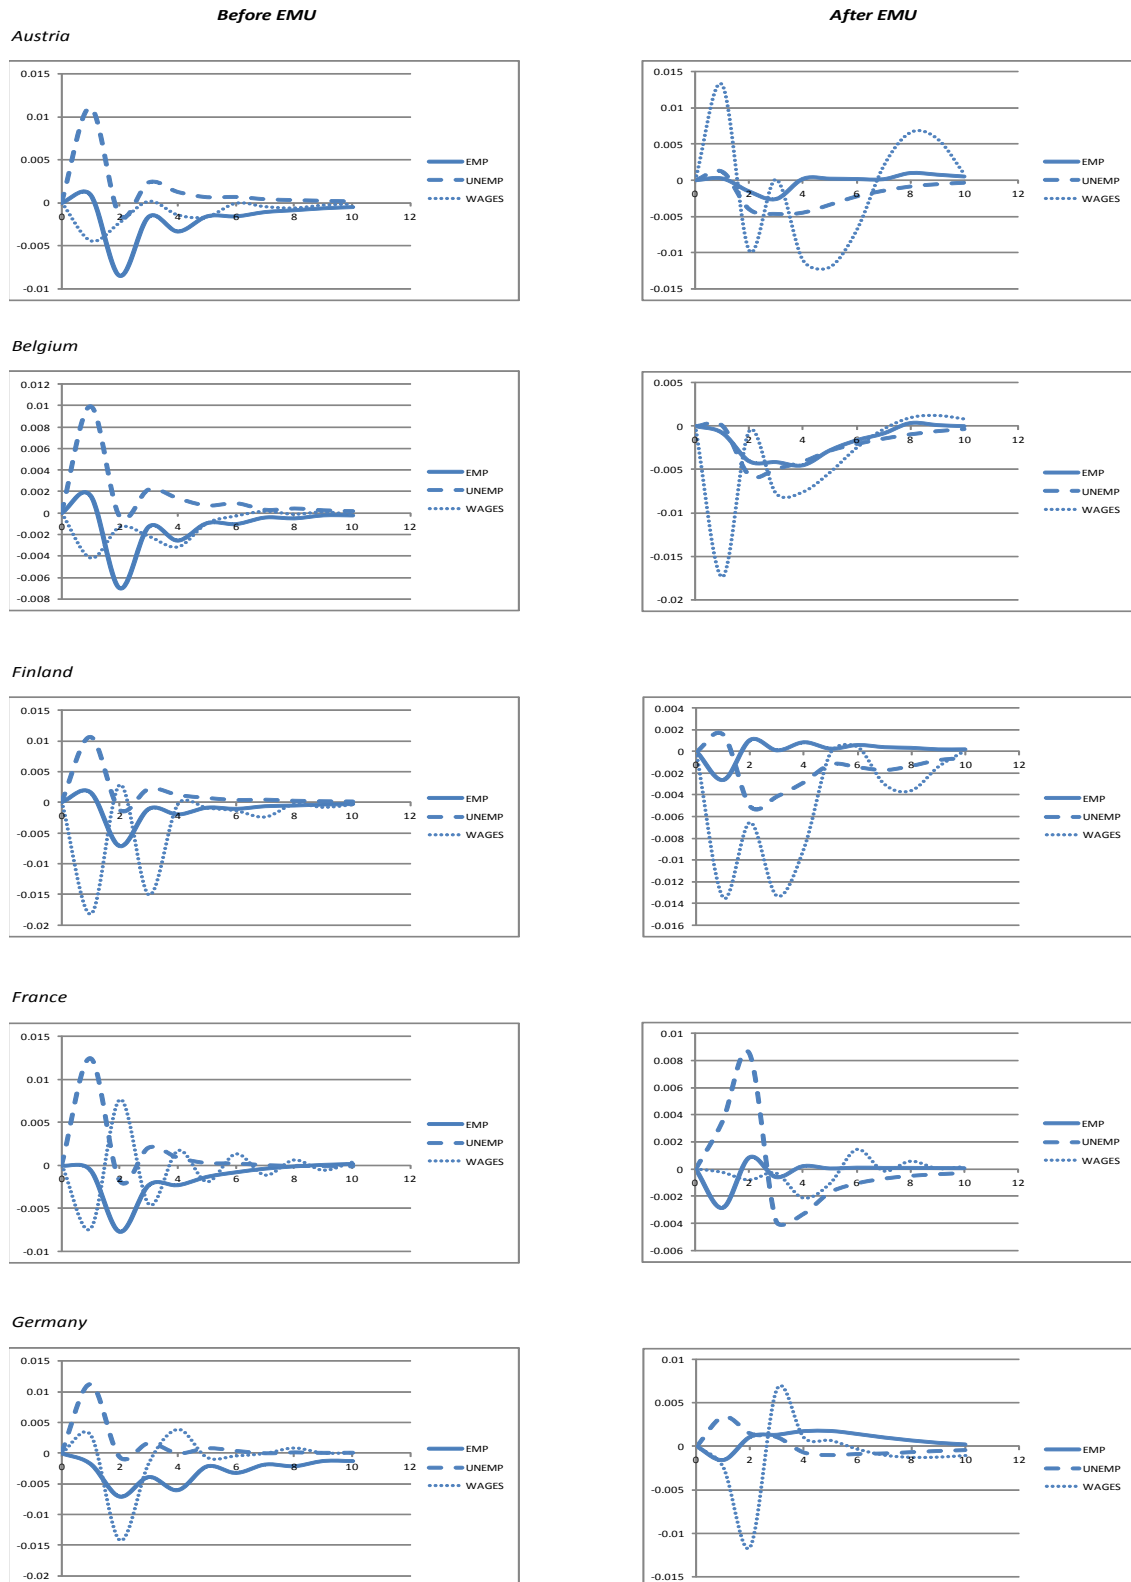 Before EMU
After EMU
Austria
0.015
0.01
0.005
0
-0.005
-0.01
0 2 4 6 8 10 12
EMP
UNEMP
WAGES
0.015
0.01
0.005
0
-0.005
-0.01
-0.015
0 2 4 6 8 10 12
EMP
UNEMP
WAGES
Belgium
0.012
0.01
0.008
0.006
0.004
0.002
0
-0.002
-0.004
-0.006
-0.008
0 2 4 6 8 10 12
EMP
UNEMP
WAGES
0.005
0
-0.005
-0.01
-0.015
-0.02
0 2 4 6 8 10 12
EMP
UNEMP
WAGES
Finland
0.015
0.01
0.005
0
-0.005
-0.01
-0.015
-0.02
0 2 4 6 8 10 12
EMP
UNEMP
WAGES
0.004
0.002
0
-0.002
-0.004
-0.006
-0.008
-0.01
-0.012
-0.014
-0.016
0 2 4 6 8 10 12
EMP
UNEMP
WAGES
France
0.015
0.01
0.005
0
-0.005
-0.01
0 2 4 6 8 10 12
EMP
UNEMP
WAGES
0.01
0.008
0.006
0.004
0.002
0
-0.002
-0.004
-0.006
0 2 4 6 8 10 12
EMP
UNEMP
WAGES
Germany
0.015
0.01
0.005
0
-0.005
-0.01
-0.015
-0.02
0 2 4 6 8 10 12
EMP
UNEMP
WAGES
0.01
0.005
0
-0.005
-0.01
-0.015
0 2 4 6 8 10 12
EMP
UNEMP
WAGES